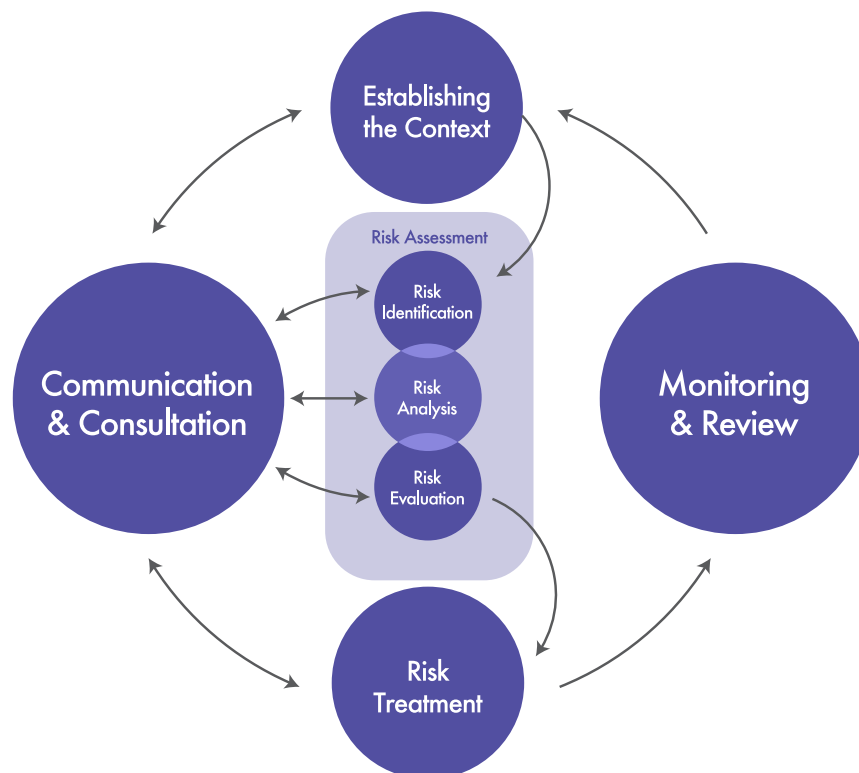 Establishing
the Context
Risk Assessment
Risk
Identification
Communication
& Consultation
Risk
Analysis
Monitoring
& Review
Risk
Evaluation
Risk
Treatment